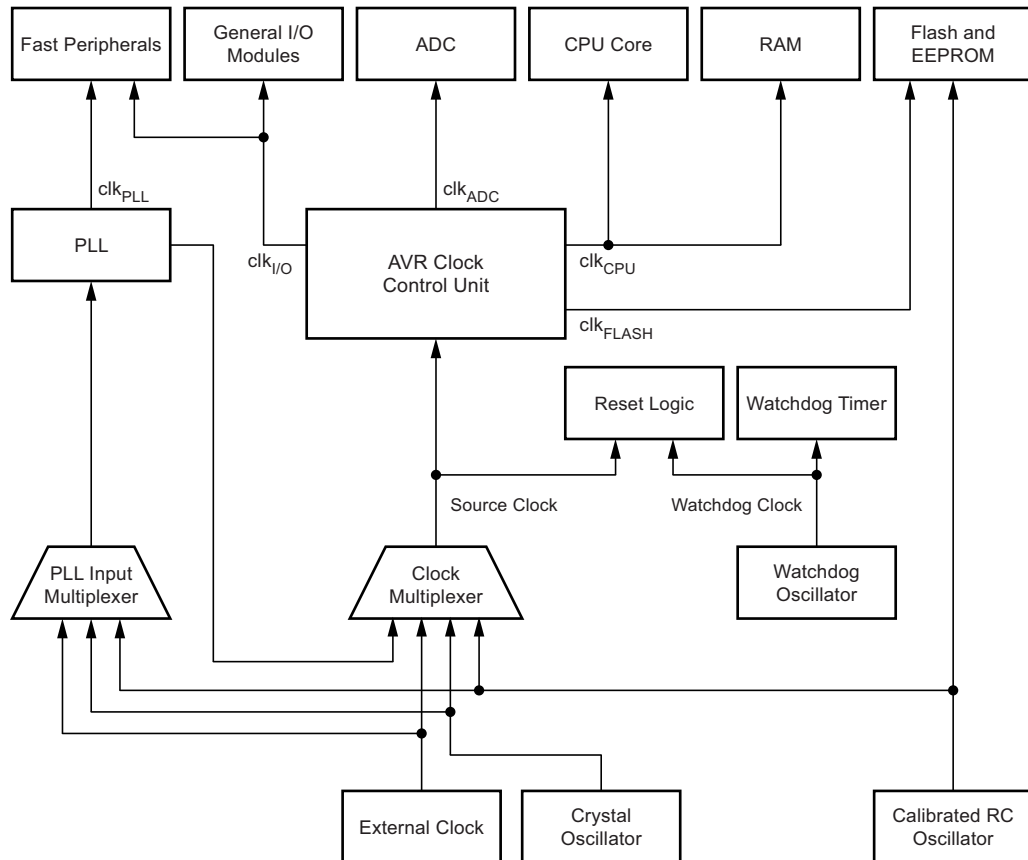 Fast Peripherals
General I/O
Modules
ADC
CPU Core
RAM
Flash and
EEPROM
clkPLL
clkADC
PLL
clkI/O
AVR Clock
Control Unit
clkCPU
clkFLASH
Reset Logic
Watchdog Timer
Source Clock
Watchdog Clock
PLL Input
Multiplexer
Clock
Multiplexer
Watchdog
Oscillator
External Clock
Crystal
Oscillator
Calibrated RC
Oscillator